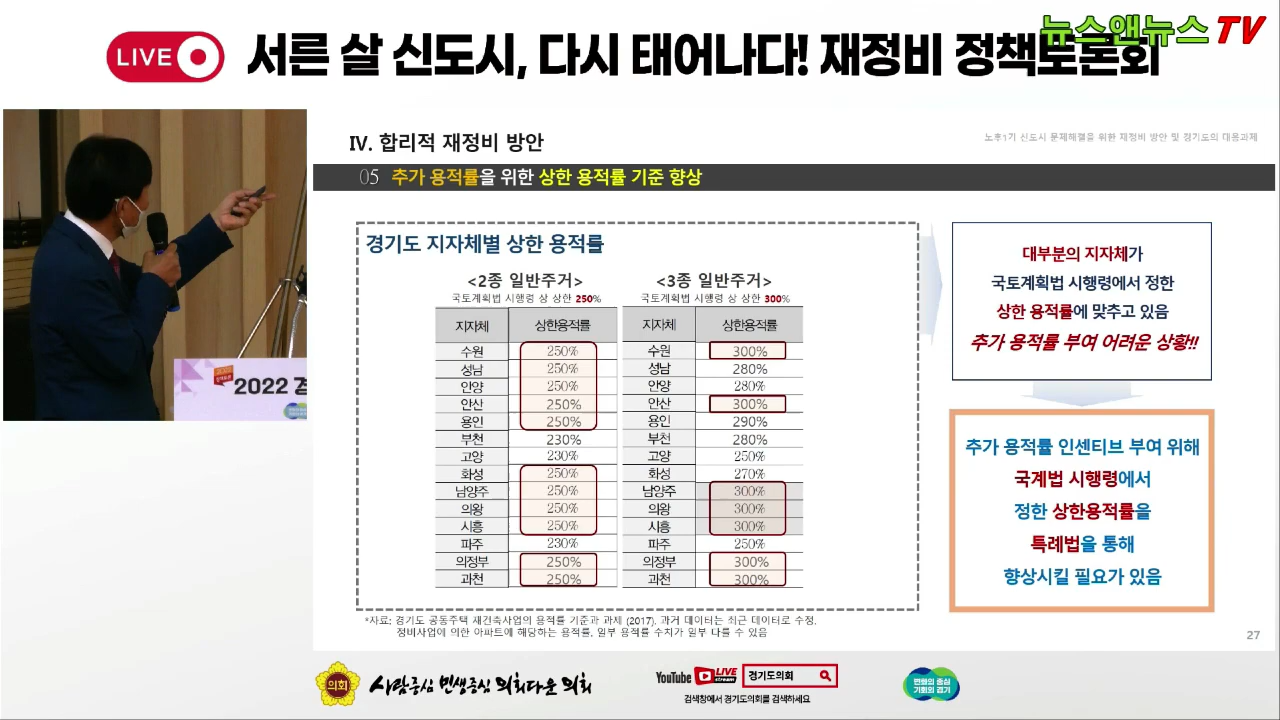 LIVE
서른 살 신도시, 다시 태어나다! 재정비 정책토론회
뉴스앤뉴스 TV
Ⅳ. 합리적 재정비 방안
노후1기 신도시 문제해결을 위한 재정비 방안 및 경기도의 대응과제
05 추가 용적률을 위한 상한 용적률 기준 향상
경기도 지자체별 상한 용적률
<2종 일반주거>
국토계획법 시행령 상 상한 250%
지자체 상한용적률
수원 250%
성남 250%
안양 250%
안산 250%
용인 250%
부천 230%
고양 230%
화성 250%
남양주 250%
의왕 250%
시흥 250%
파주 230%
의정부 250%
과천 250%
<3종 일반주거>
국토계획법 시행령 상 상한 300%
지자체 상한용적률
수원 300%
성남 280%
안양 280%
안산 300%
용인 290%
부천 280%
고양 250%
화성 270%
남양주 300%
의왕 300%
시흥 300%
파주 250%
의정부 300%
과천 300%
*자료: 경기도 공동주택 재건축사업의 용적률 기준과 과제 (2017). 과거 데이터는 최근 데이터로 수정.
정비사업에 의한 아파트에 해당하는 용적률. 일부 용적률 수치가 일부 다를 수 있음
대부분의 지자체가
국토계획법 시행령에서 정한
상한 용적률에 맞추고 있음
추가 용적률 부여 어려운 상황!!
추가 용적률 인센티브 부여 위해
국계법 시행령에서
정한 상한용적률을
특례법을 통해
향상시킬 필요가 있음
27
2022 경
의회
사람중심 민생중심 의회다운 의회
YouTube LIVE stream 경기도의회
검색창에서 경기도의회를 검색하세요
변화의 중심
기회의 경기